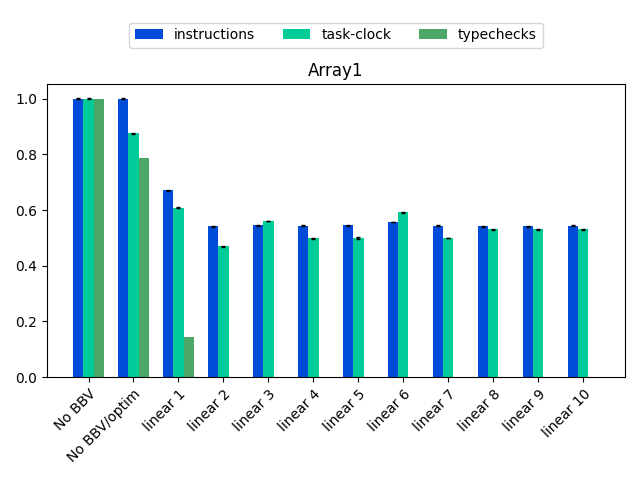 instructions task-clock typechecks
Array1
1.0
0.8
0.6
0.4
0.2
0.0
No BBV
No BBV/optim
linear 1
linear 2
linear 3
linear 4
linear 5
linear 6
linear 7
linear 8
linear 9
linear 10